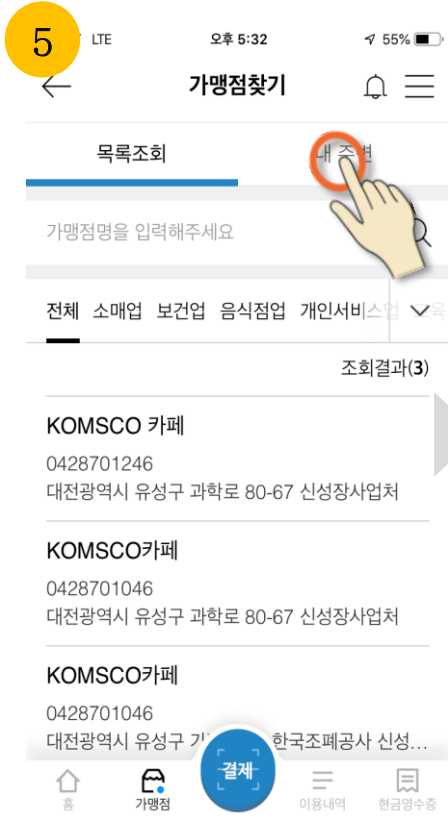 5
LTE 오후 5:32 55%
가맹점찾기
목록조회
가맹점명을 입력해주세요
전체 소매업 보건업 음식점업 개인서비스업
조회결과(3)
KOMSCO 카페
0428701246
대전광역시 유성구 과학로 80-67 신성장사업처
KOMSCO카페
0428701046
대전광역시 유성구 과학로 80-67 신성장사업처
KOMSCO카페
0428701046
대전광역시 유성구 한국조폐공사 신성...
결제
홈 가맹점 이용내역 현금영수증